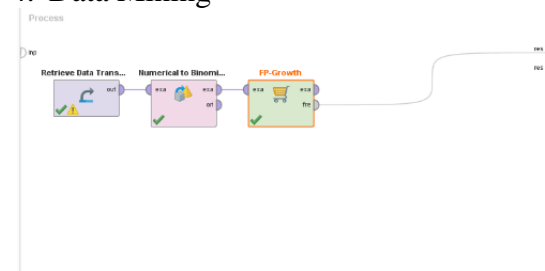 Data Mining
Process
inp
res
res
Retrieve Data Trans...
Numerical to Binomi...
FP-Growth
out
exa
exa
ori
exa
exa
fre